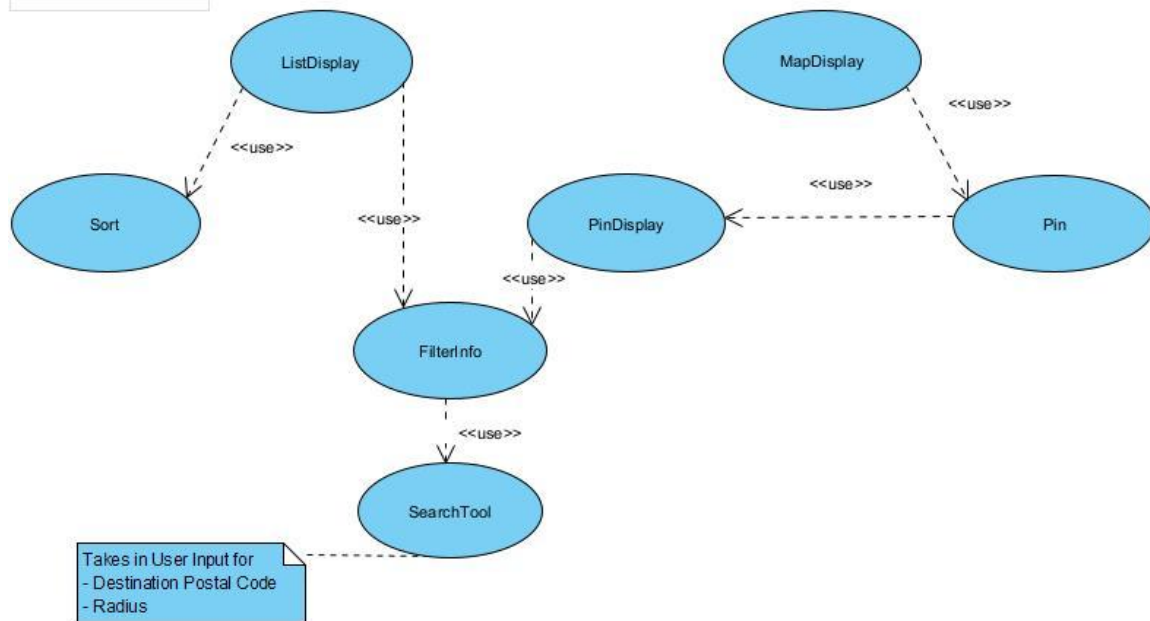 ListDisplay
MapDisplay
<<use>>
<<use>>
<<use>>
Sort
<<use>>
PinDisplay
Pin
<<use>>
FilterInfo
<<use>>
SearchTool
Takes in User Input for
- Destination Postal Code
- Radius